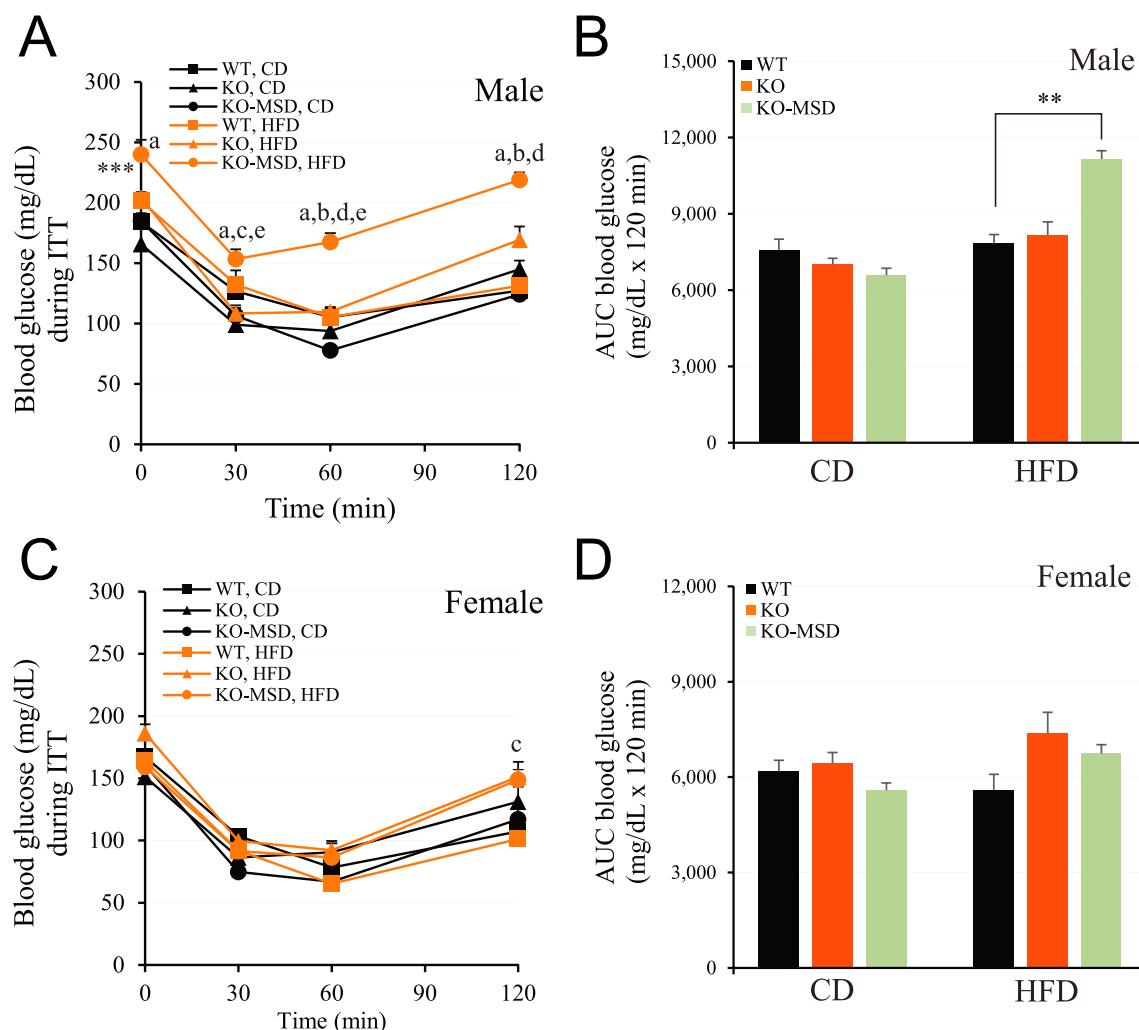 A
Blood glucose (mg/dL)
during ITT
300
250
200
150
100
50
0
WT, CD
KO, CD
KO-MSD, CD
WT, HFD
KO, HFD
KO-MSD, HFD
Male
a
***
a,c,e
a,b,d,e
a,b,d
0
30
60
90
120
Time (min)
B
AUC blood glucose
(mg/dL x 120 min)
15,000
12,000
9,000
6,000
3,000
0
WT
KO
KO-MSD
Male
**
CD
HFD
C
Blood glucose (mg/dL)
during ITT
300
250
200
150
100
50
0
WT, CD
KO, CD
KO-MSD, CD
WT, HFD
KO, HFD
KO-MSD, HFD
Female
c
0
30
60
90
120
Time (min)
D
AUC blood glucose
(mg/dL x 120 min)
12,000
9,000
6,000
3,000
0
WT
KO
KO-MSD
Female
CD
HFD